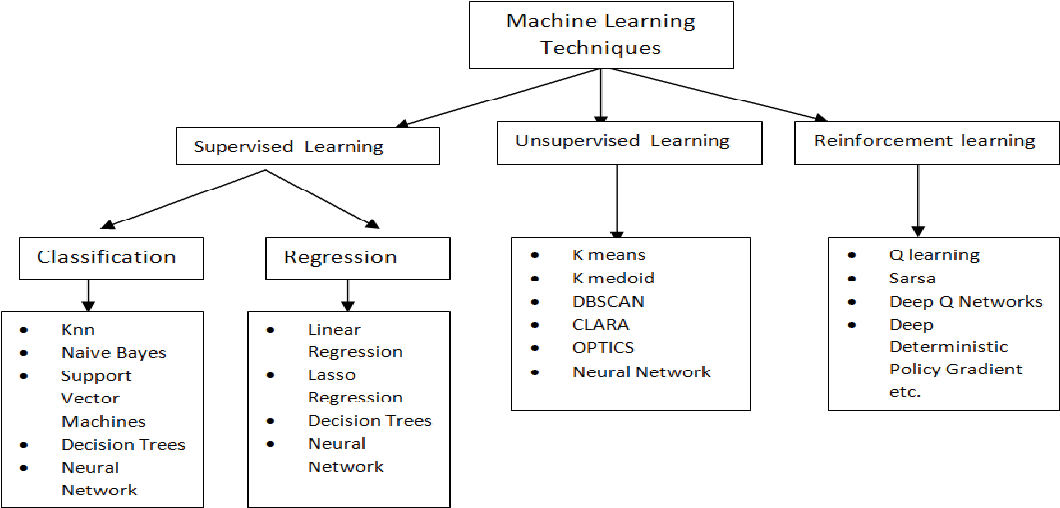 Machine Learning
Techniques
Supervised Learning
Unsupervised Learning
Reinforcement learning
Classification
Regression
• Knn
• Naive Bayes
• Support
Vector
Machines
• Decision Trees
• Neural
Network
• Linear
Regression
• Lasso
Regression
• Decision Trees
• Neural
Network
• K means
• K medoid
• DBSCAN
• CLARA
• OPTICS
• Neural Network
• Q learning
• Sarsa
• Deep Q Networks
• Deep
Deterministic
Policy Gradient
etc.